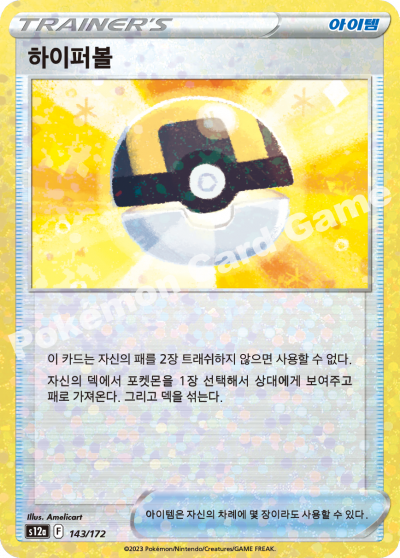 TRAINER'S
아이템
하이퍼볼
Pokémon Card Game
이 카드는 자신의 패를 2장 트래쉬하지 않으면 사용할 수 없다.
자신의 덱에서 포켓몬을 1장 선택해서 상대에게 보여주고
패로 가져온다. 그리고 덱을 섞는다.
Illus. Amelicart
s12a F 143/172
아이템은 자신의 차례에 몇 장이라도 사용할 수 있다.
©2023 Pokémon/Nintendo/Creatures/GAME FREAK.